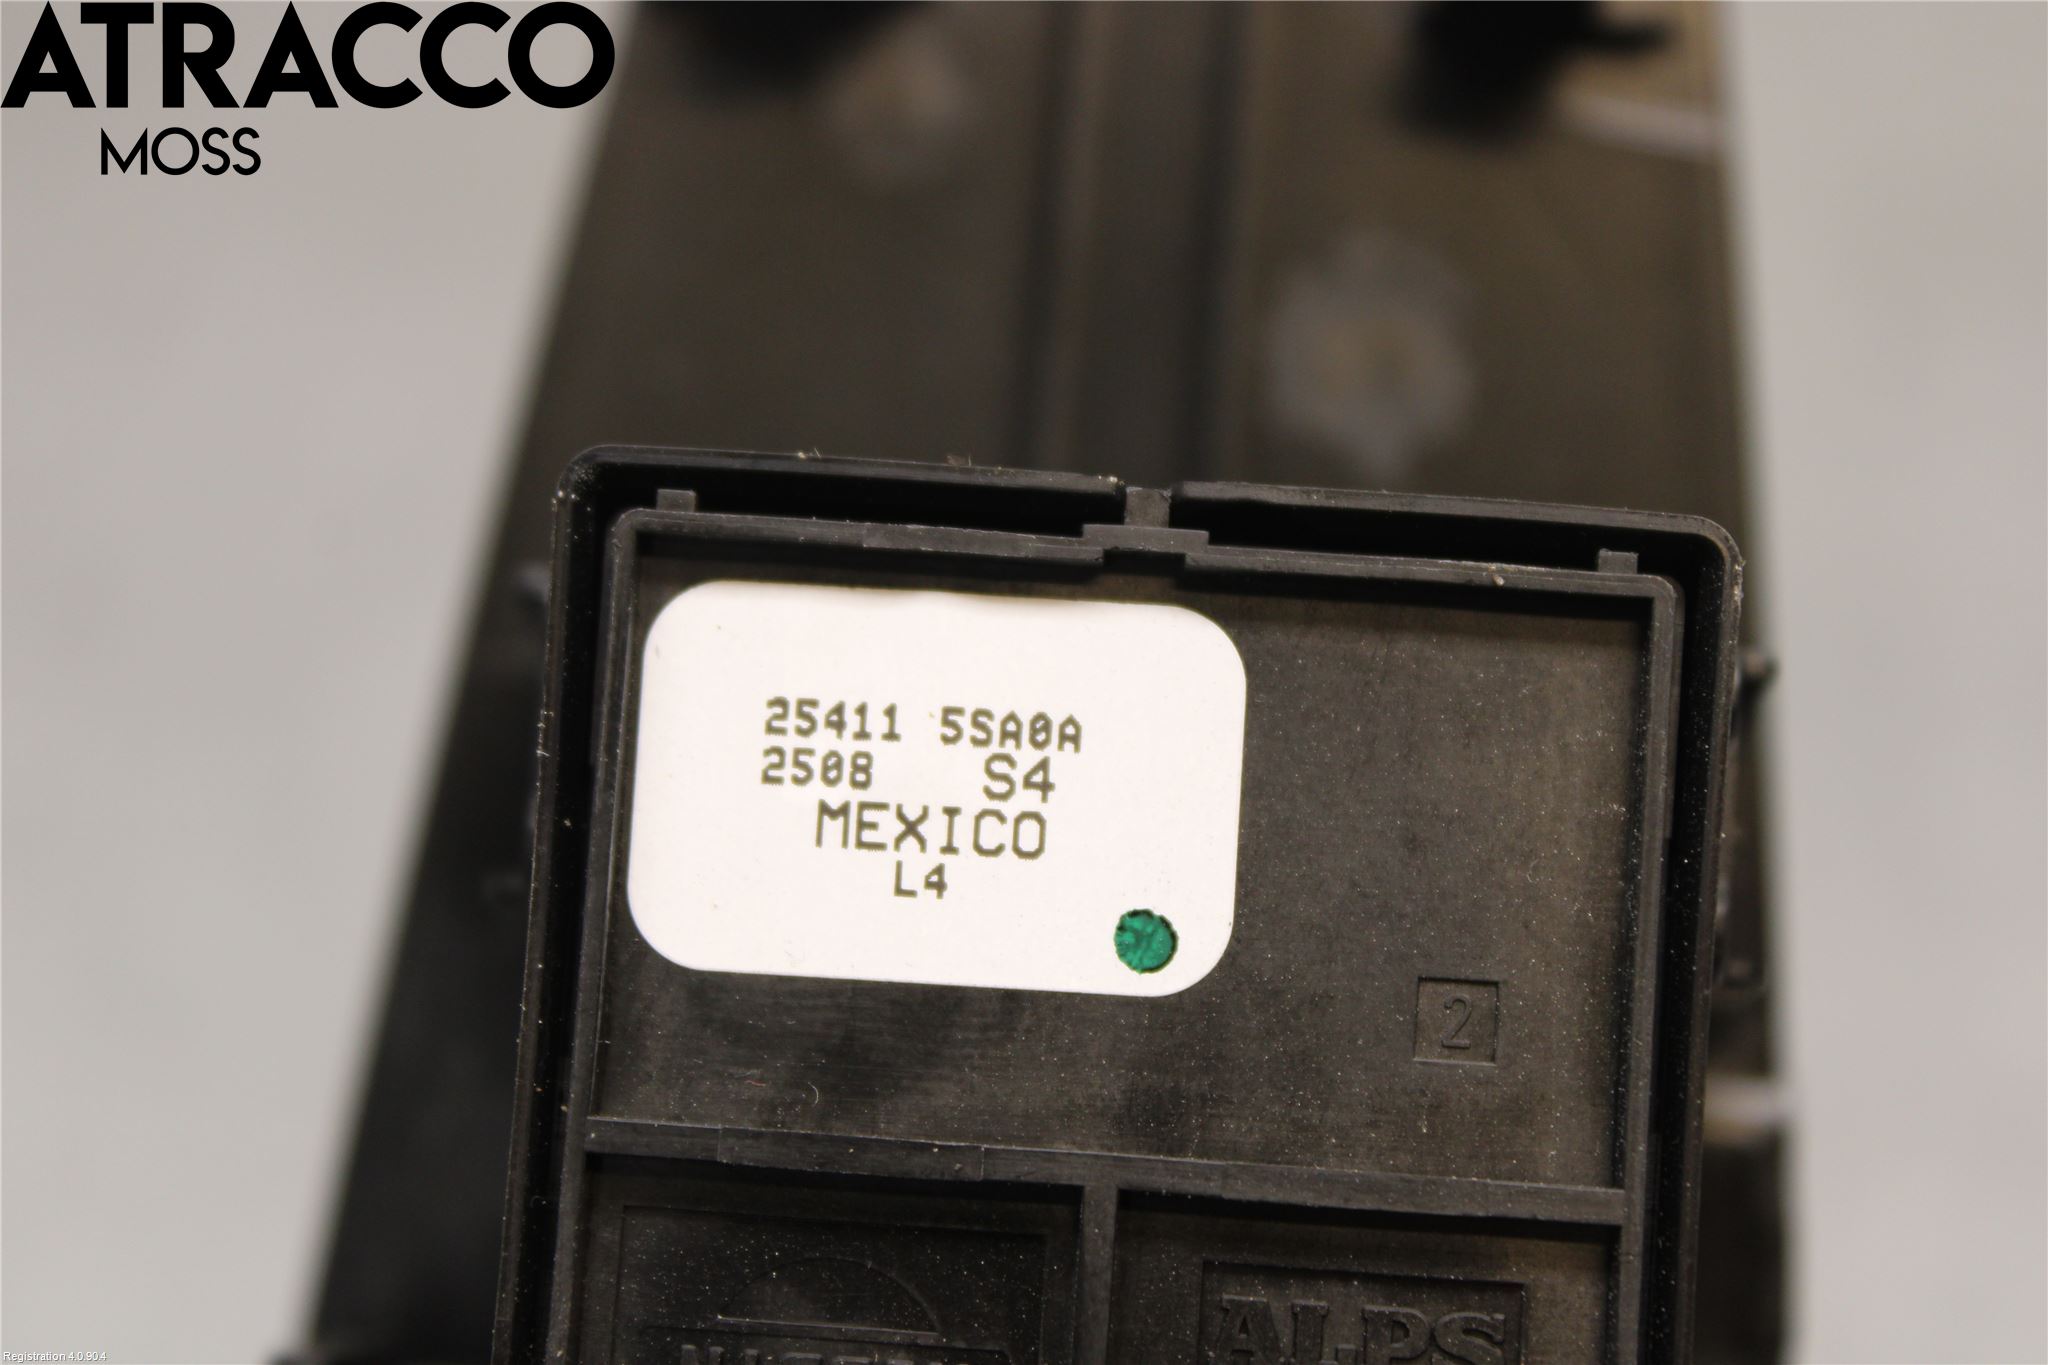 ATRACCO
MOSS
25411 5SA0A
2508 S4
MEXICO
L4
2
ALPS
Registration 4.0.90.4